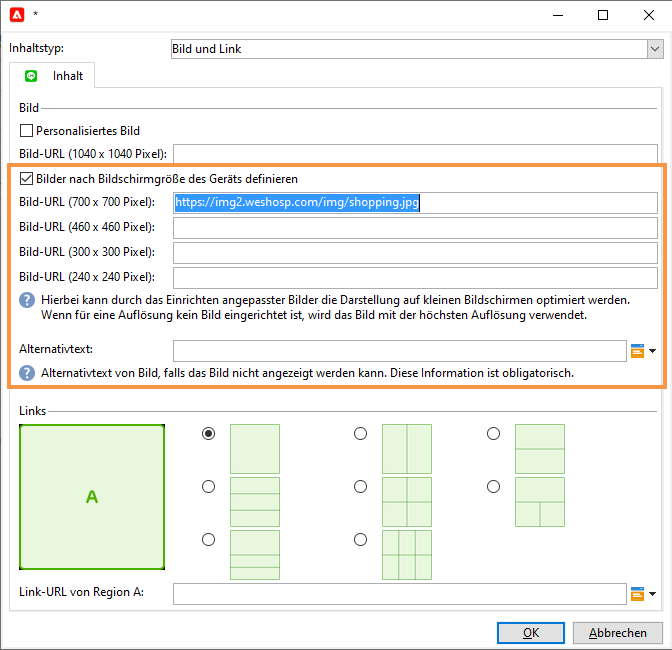 *
Inhaltstyp: Bild und Link
Inhalt
Bild
Personalisiertes Bild
Bild-URL (1040 x 1040 Pixel):
Bilder nach Bildschirmgröße des Geräts definieren
Bild-URL (700 x 700 Pixel): https://img2.weshosp.com/img/shopping.jpg
Bild-URL (460 x 460 Pixel):
Bild-URL (300 x 300 Pixel):
Bild-URL (240 x 240 Pixel):
Hierbei kann durch das Einrichten angepasster Bilder die Darstellung auf kleinen Bildschirmen optimiert werden.
Wenn für eine Auflösung kein Bild eingerichtet ist, wird das Bild mit der höchsten Auflösung verwendet.
Alternativtext:
Alternativtext von Bild, falls das Bild nicht angezeigt werden kann. Diese Information ist obligatorisch.
Links
A
Link-URL von Region A:
OK Abbrechen